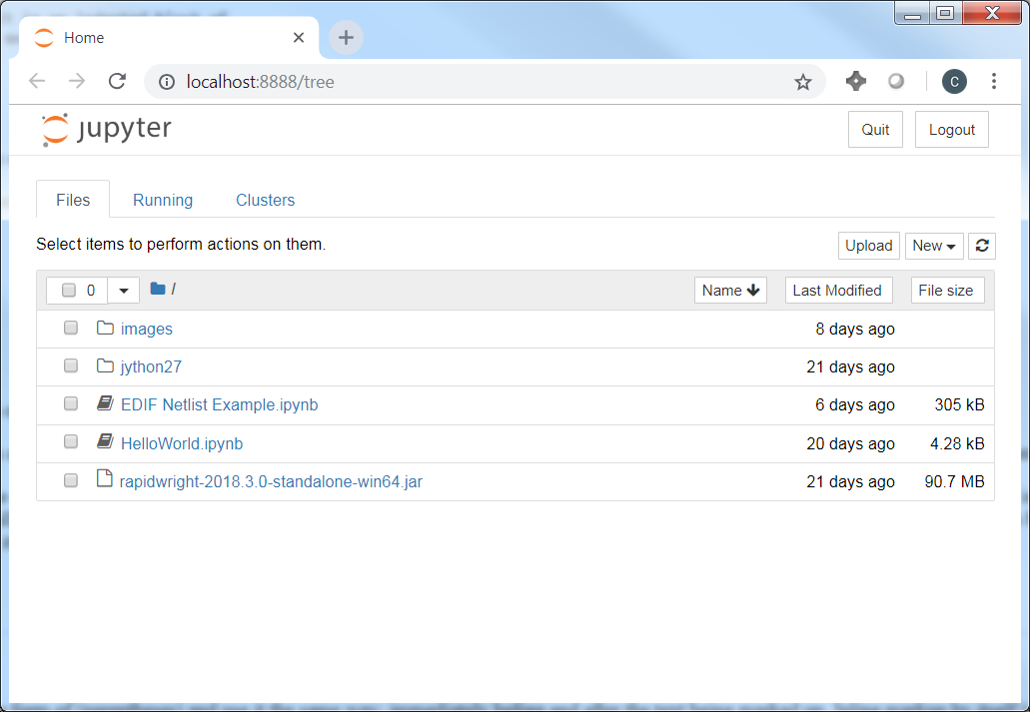 Home
localhost:8888/tree
C
jupyter
Quit Logout
Files Running Clusters
Select items to perform actions on them.
Upload New
0 / Name Last Modified File size
images 8 days ago
jython27 21 days ago
EDIF Netlist Example.ipynb 6 days ago 305 kB
HelloWorld.ipynb 20 days ago 4.28 kB
rapidwright-2018.3.0-standalone-win64.jar 21 days ago 90.7 MB